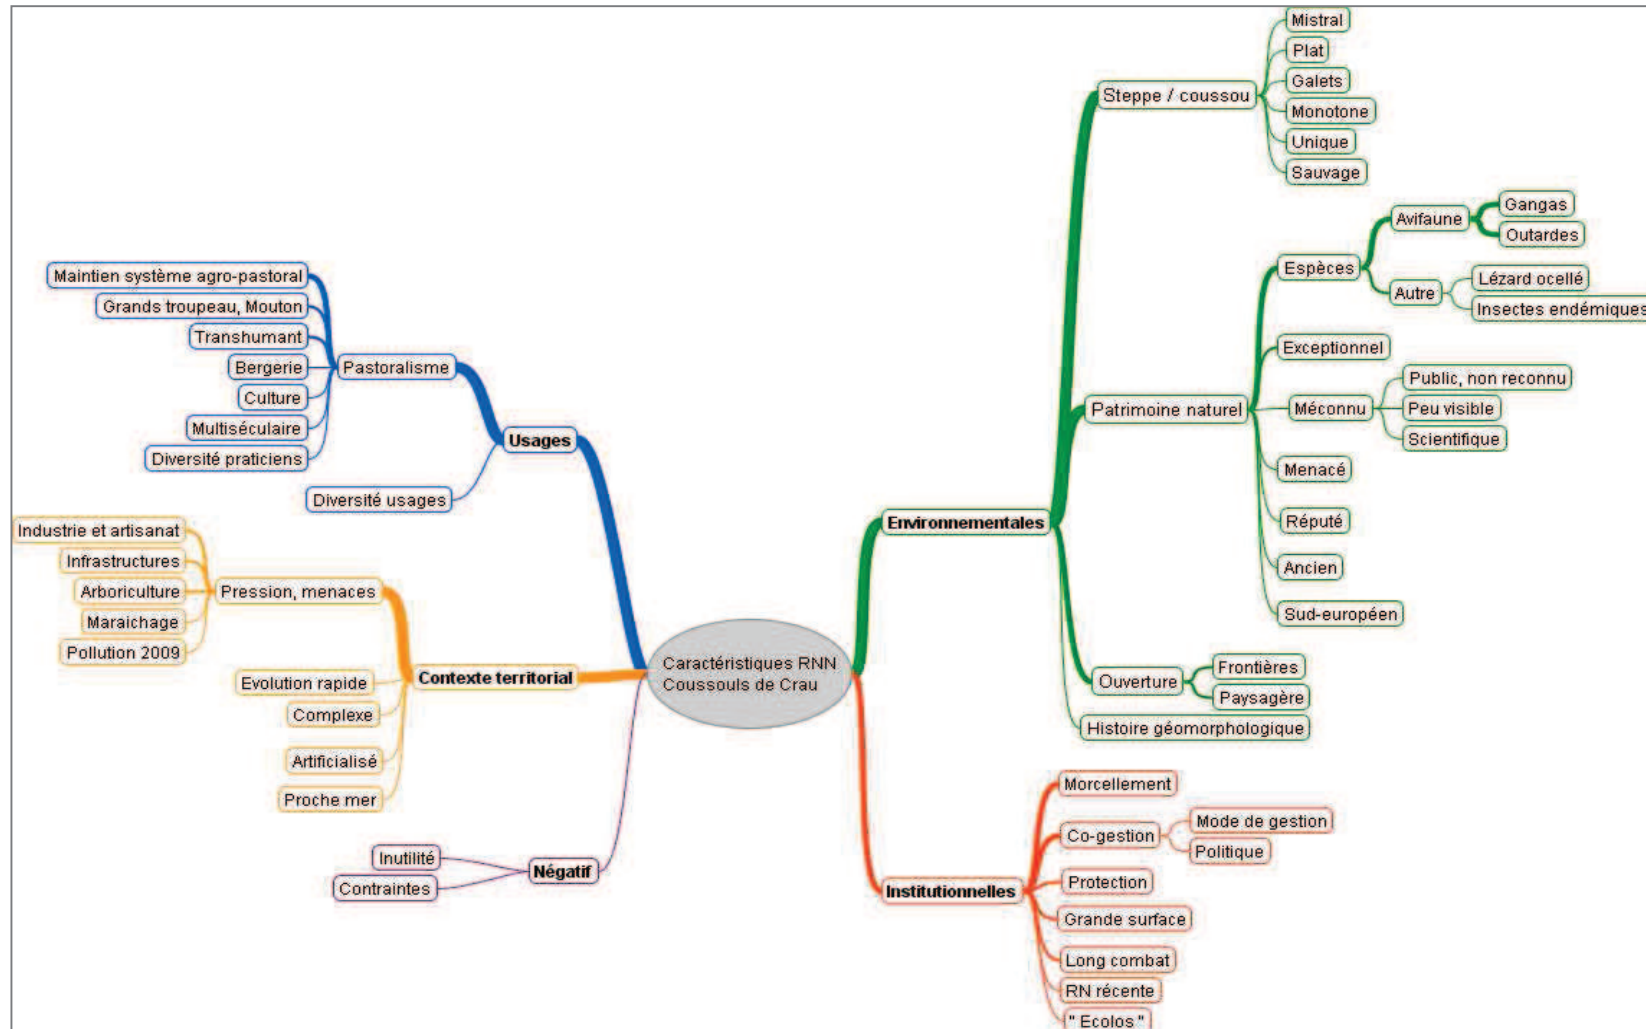 Caractéristiques RNN
Coussouls de Crau
Usages
Pastoralisme
Maintien système agro-pastoral
Grands troupeau, Mouton
Transhumant
Bergerie
Culture
Multiséculaire
Diversité praticiens
Diversité usages
Contexte territorial
Pression, menaces
Industrie et artisanat
Infrastructures
Arboriculture
Maraichage
Pollution 2009
Evolution rapide
Complexe
Artificialisé
Proche mer
Négatif
Inutilité
Contraintes
Environnementales
Steppe / coussou
Mistral
Plat
Galets
Monotone
Unique
Sauvage
Patrimoine naturel
Espèces
Avifaune
Gangas
Outardes
Autre
Lézard ocellé
Insectes endémiques
Exceptionnel
Méconnu
Public, non reconnu
Peu visible
Scientifique
Menacé
Réputé
Ancien
Sud-européen
Ouverture
Frontières
Paysagère
Histoire géomorphologique
Institutionnelles
Morcellement
Co-gestion
Mode de gestion
Politique
Protection
Grande surface
Long combat
RN récente
" Ecolos "